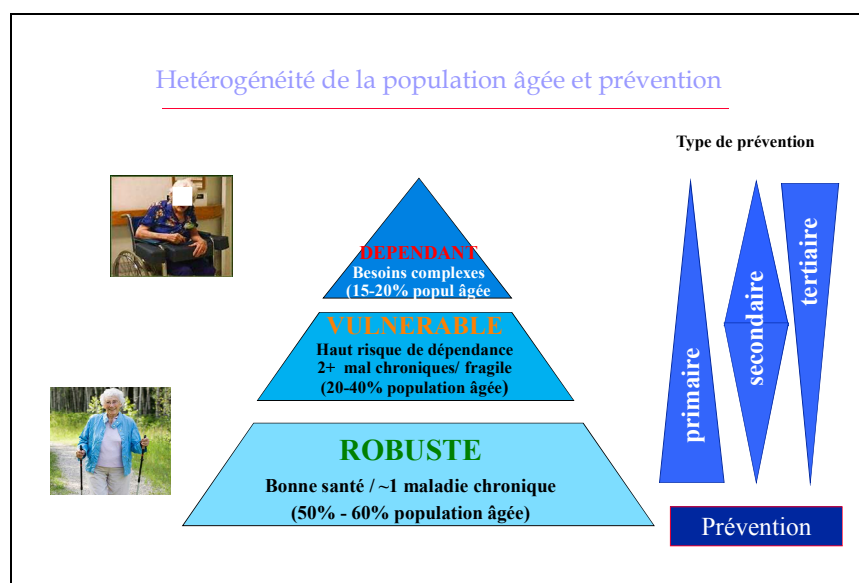 Hetérogénéité de la population âgée et prévention
Type de prévention
DEPENDANT
Besoins complexes
(15-20% popul âgée
VULNERABLE
Haut risque de dépendance
2+ mal chroniques/ fragile
(20-40% population âgée)
ROBUSTE
Bonne santé / ~1 maladie chronique
(50% - 60% population âgée)
primaire
secondaire
tertiaire
Prévention